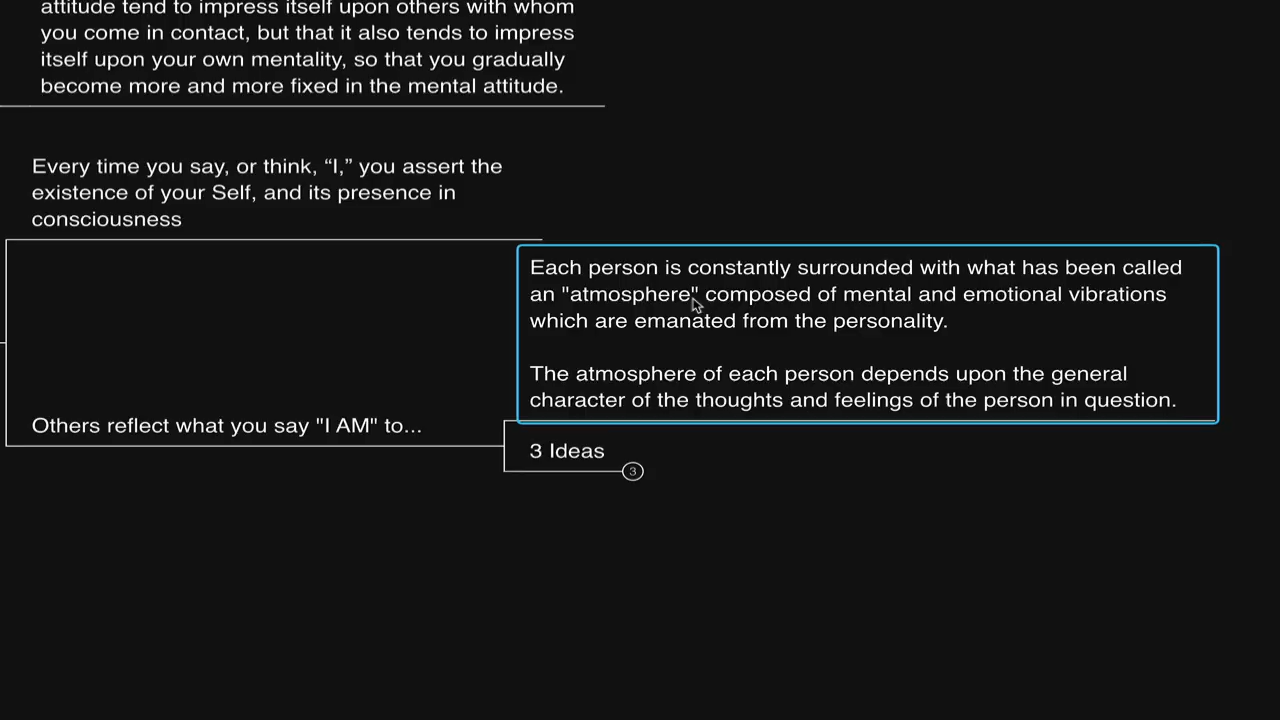 attitude tend to impress itself upon others with whom
you come in contact, but that it also tends to impress
itself upon your own mentality, so that you gradually
become more and more fixed in the mental attitude.
Every time you say, or think, “I,” you assert the
existence of your Self, and its presence in
consciousness
Each person is constantly surrounded with what has been called
an "atmosphere" composed of mental and emotional vibrations
which are emanated from the personality.
The atmosphere of each person depends upon the general
character of the thoughts and feelings of the person in question.
Others reflect what you say "I AM" to...
3 Ideas
3